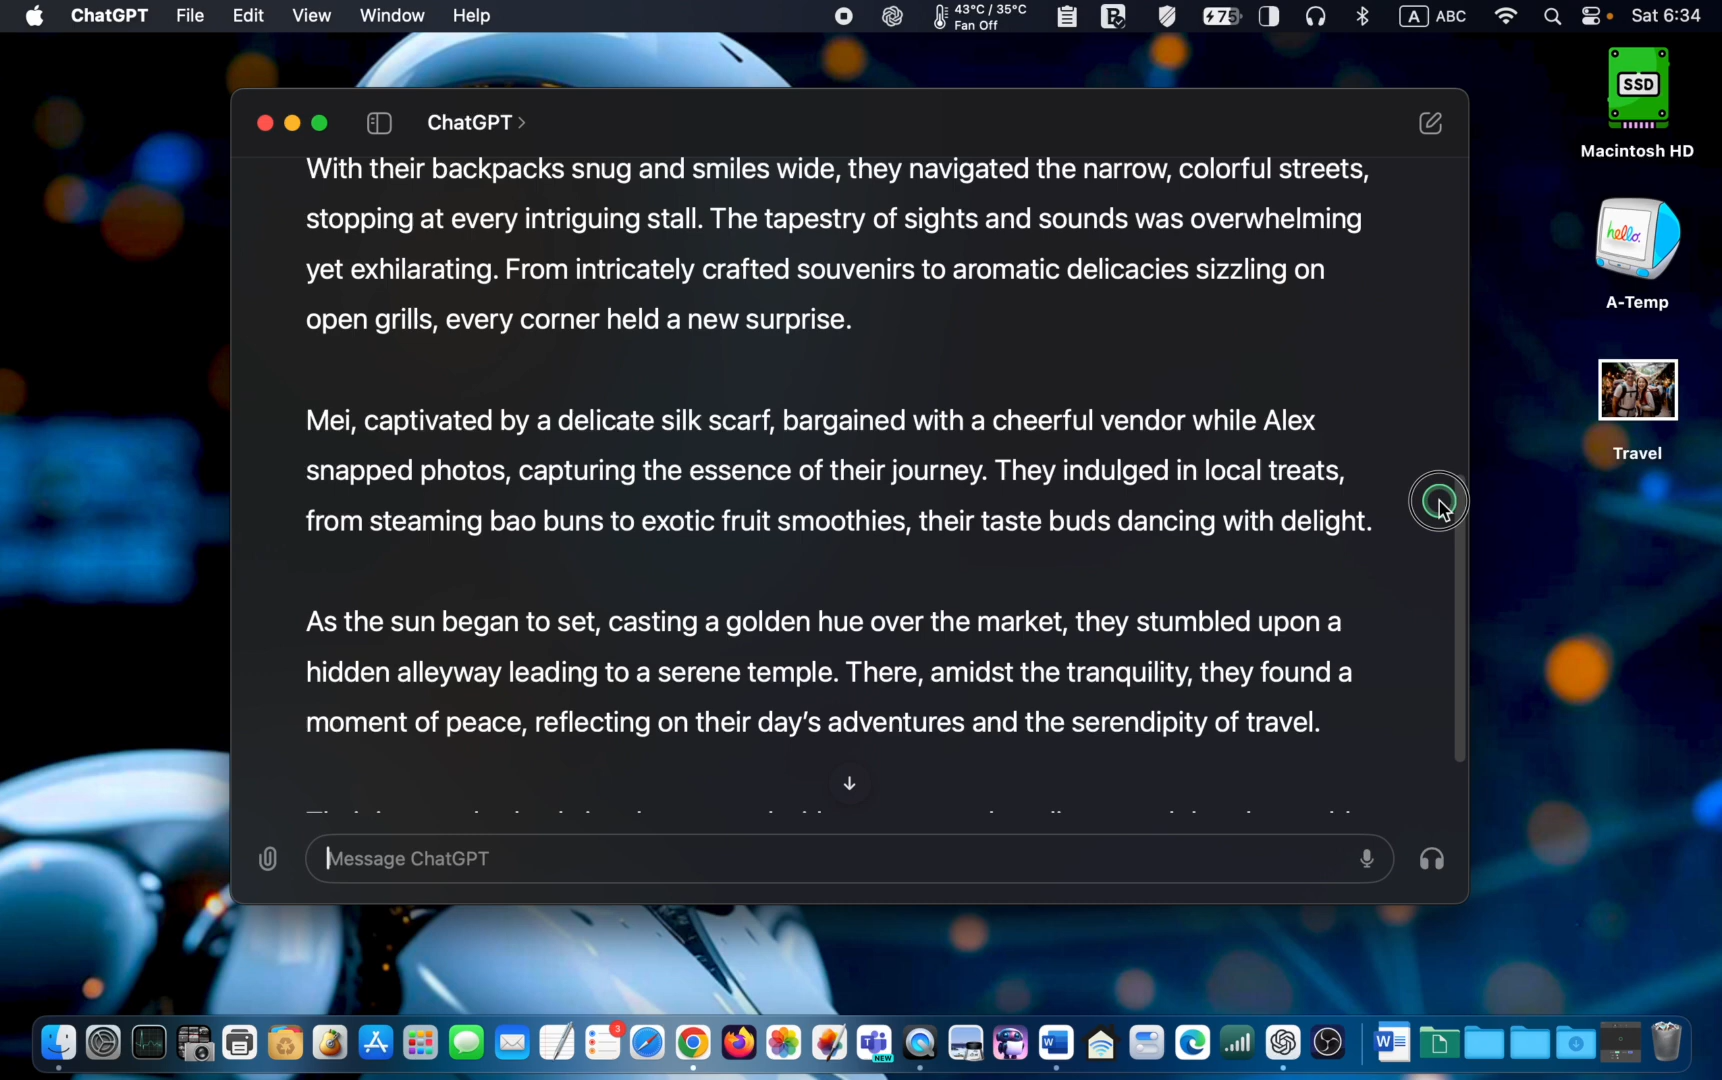 ChatGPT File Edit View Window Help
43°C / 35°C
Fan Off
75
A ABC
Sat 6:34
SSD
Macintosh HD
hello.
A-Temp
Travel
ChatGPT
With their backpacks snug and smiles wide, they navigated the narrow, colorful streets,
stopping at every intriguing stall. The tapestry of sights and sounds was overwhelming
yet exhilarating. From intricately crafted souvenirs to aromatic delicacies sizzling on
open grills, every corner held a new surprise.
Mei, captivated by a delicate silk scarf, bargained with a cheerful vendor while Alex
snapped photos, capturing the essence of their journey. They indulged in local treats,
from steaming bao buns to exotic fruit smoothies, their taste buds dancing with delight.
As the sun began to set, casting a golden hue over the market, they stumbled upon a
hidden alleyway leading to a serene temple. There, amidst the tranquility, they found a
moment of peace, reflecting on their day's adventures and the serendipity of travel.
Message ChatGPT
3
NEW